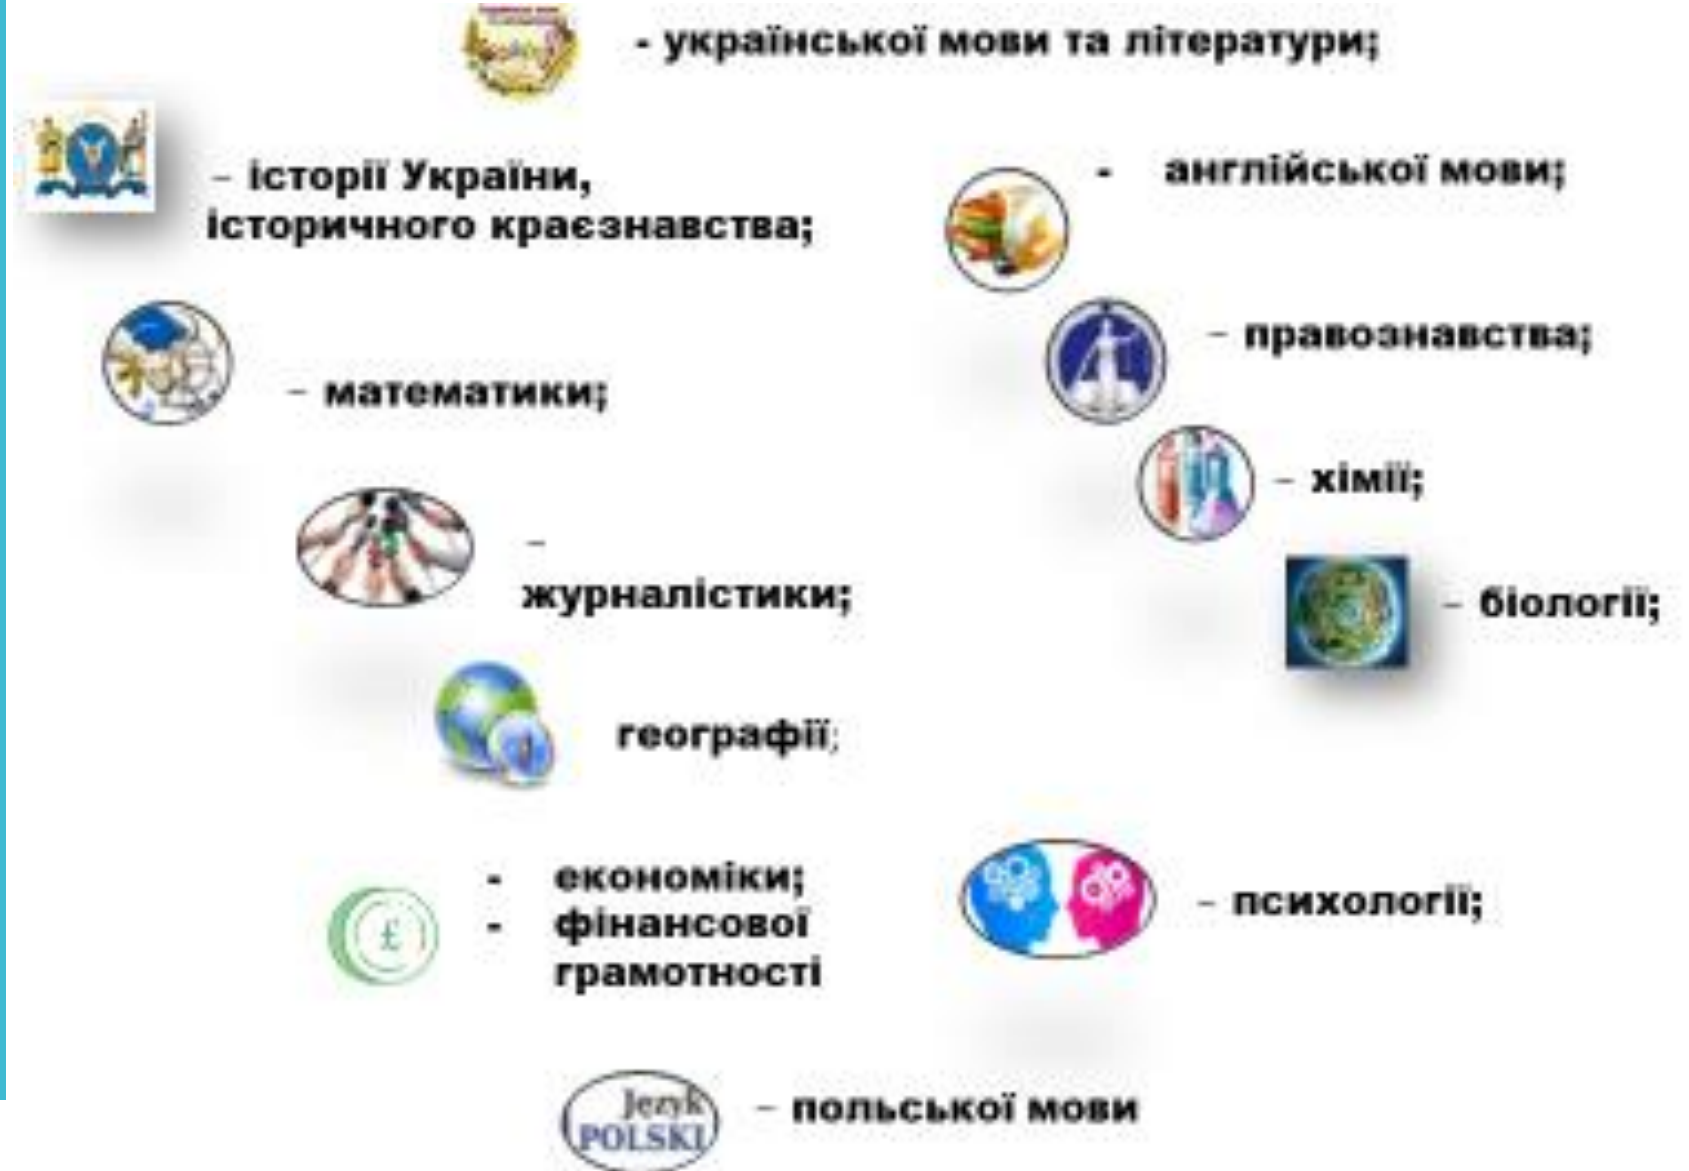 - української мови та літератури;
– історії України,
історичного краєзнавства;
– математики;
–
журналістики;
географії;
- економіки;
- фінансової
грамотності
- англійської мови;
– правознавства;
– хімії;
– біології;
– психології;
£
Język
POLSKI
– польської мови